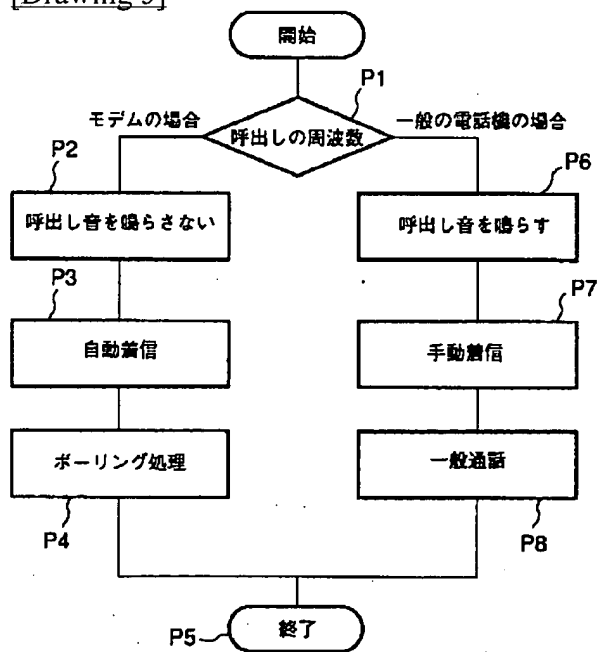 [Drawing
開始
P1
モデムの場合
呼出しの周波数
一般の電話機の場合
P2
P6
呼出し音を鳴らさない
呼出し音を鳴らす
P3
P7
自動着信
手動着信
ポーリング処理
一般通話
P4
P8
P5
終了